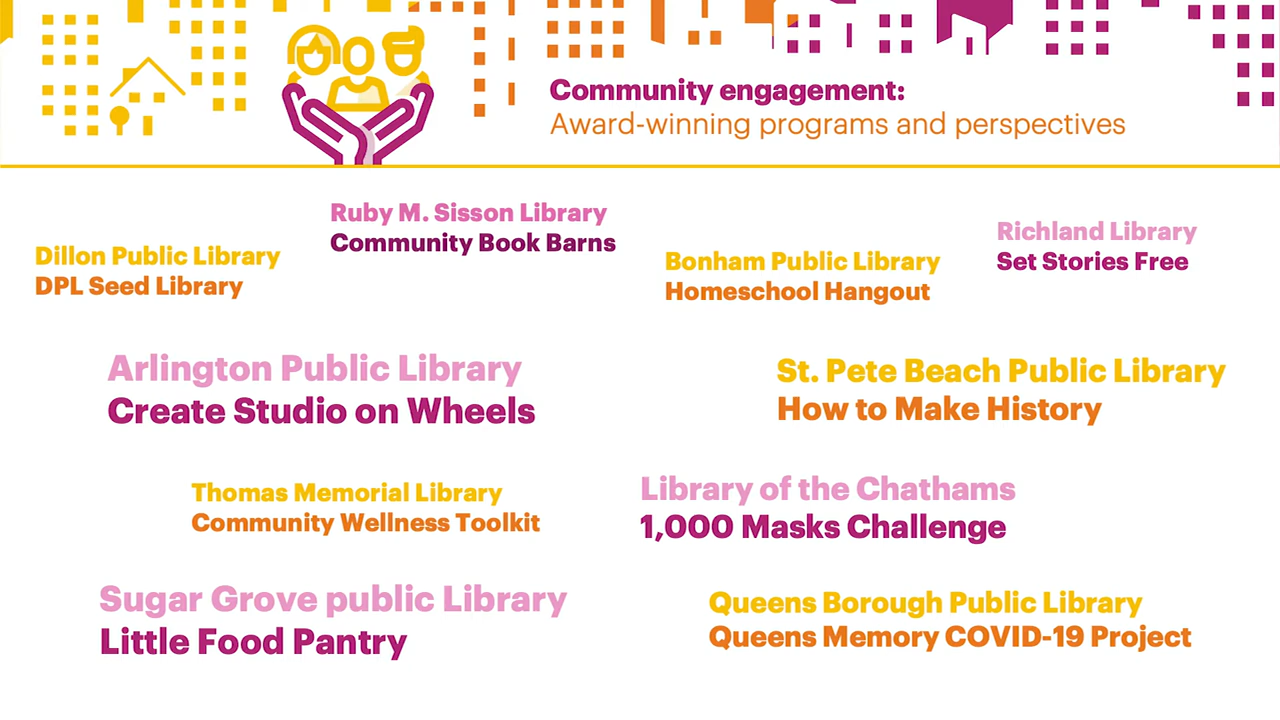 Community engagement:
Award-winning programs and perspectives
Ruby M. Sisson Library
Community Book Barns
Dillon Public Library
DPL Seed Library
Bonham Public Library
Homeschool Hangout
Richland Library
Set Stories Free
Arlington Public Library
Create Studio on Wheels
St. Pete Beach Public Library
How to Make History
Thomas Memorial Library
Community Wellness Toolkit
Library of the Chathams
1,000 Masks Challenge
Sugar Grove public Library
Little Food Pantry
Queens Borough Public Library
Queens Memory COVID-19 Project